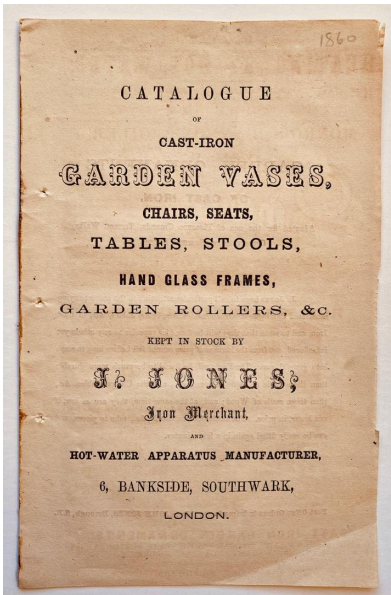 1860
CATALOGUE
OF
CAST-IRON
GARDEN VASES,
CHAIRS, SEATS,
TABLES, STOOLS,
HAND GLASS FRAMES,
GARDEN ROLLERS, &C.
KEPT IN STOCK BY
J. JONES,
Iron Merchant,
AND
HOT-WATER APPARATUS MANUFACTURER,
6, BANKSIDE, SOUTHWARK,
LONDON.